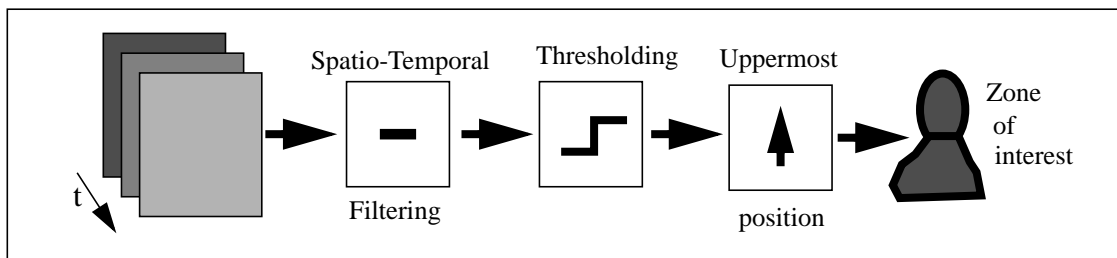 t
Spatio-Temporal
Filtering
Thresholding
Uppermost
position
Zone
of
interest